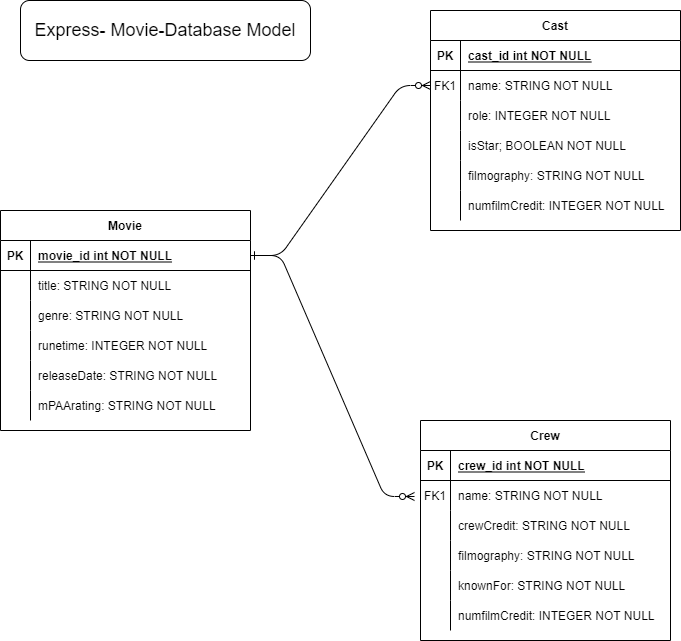 Express- Movie-Database Model
Cast
PK cast_id int NOT NULL
FK1 name: STRING NOT NULL
role: INTEGER NOT NULL
isStar; BOOLEAN NOT NULL
filmography: STRING NOT NULL
numfilmCredit: INTEGER NOT NULL
Movie
PK movie_id int NOT NULL
title: STRING NOT NULL
genre: STRING NOT NULL
runetime: INTEGER NOT NULL
releaseDate: STRING NOT NULL
mPAArating: STRING NOT NULL
Crew
PK crew_id int NOT NULL
FK1 name: STRING NOT NULL
crewCredit: STRING NOT NULL
filmography: STRING NOT NULL
knownFor: STRING NOT NULL
numfilmCredit: INTEGER NOT NULL